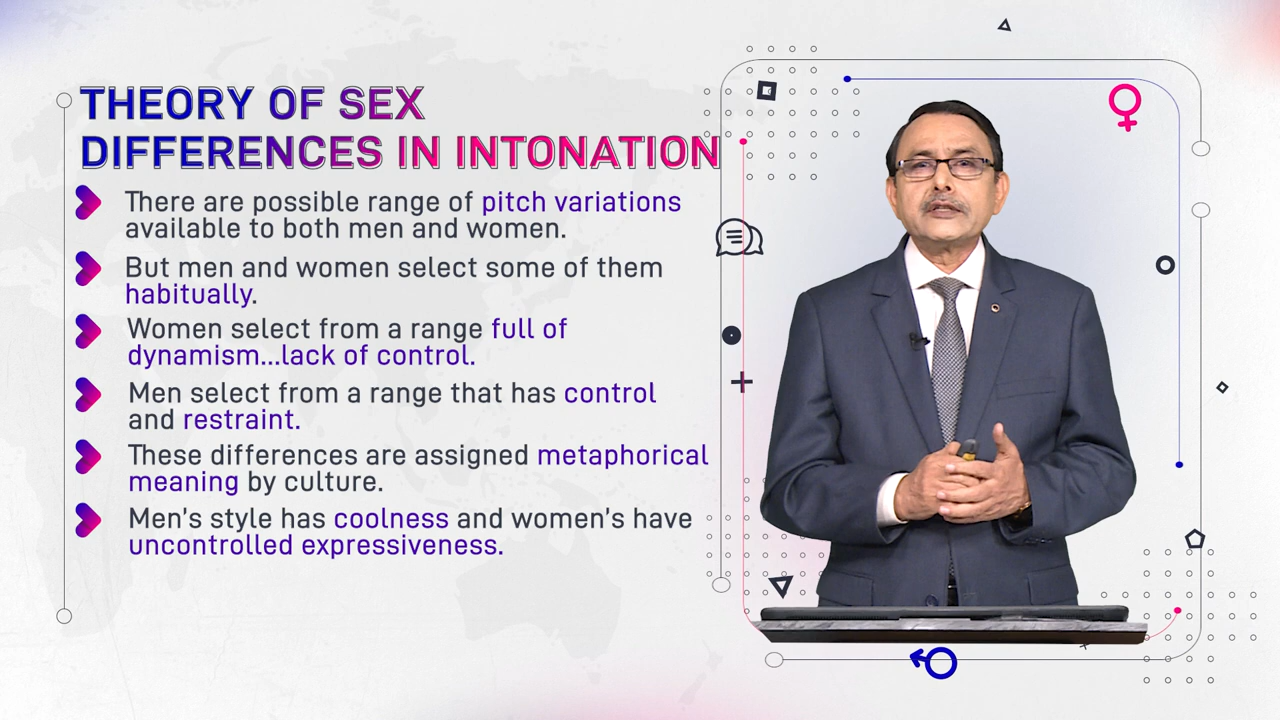 THEORY OF SEX
DIFFERENCES IN INTONATION
There are possible range of pitch variations
available to both men and women.
But men and women select some of them
habitually.
Women select from a range full of
dynamism...lack of control.
Men select from a range that has control
and restraint.
These differences are assigned metaphorical
meaning by culture.
Men's style has coolness and women's have
uncontrolled expressiveness.